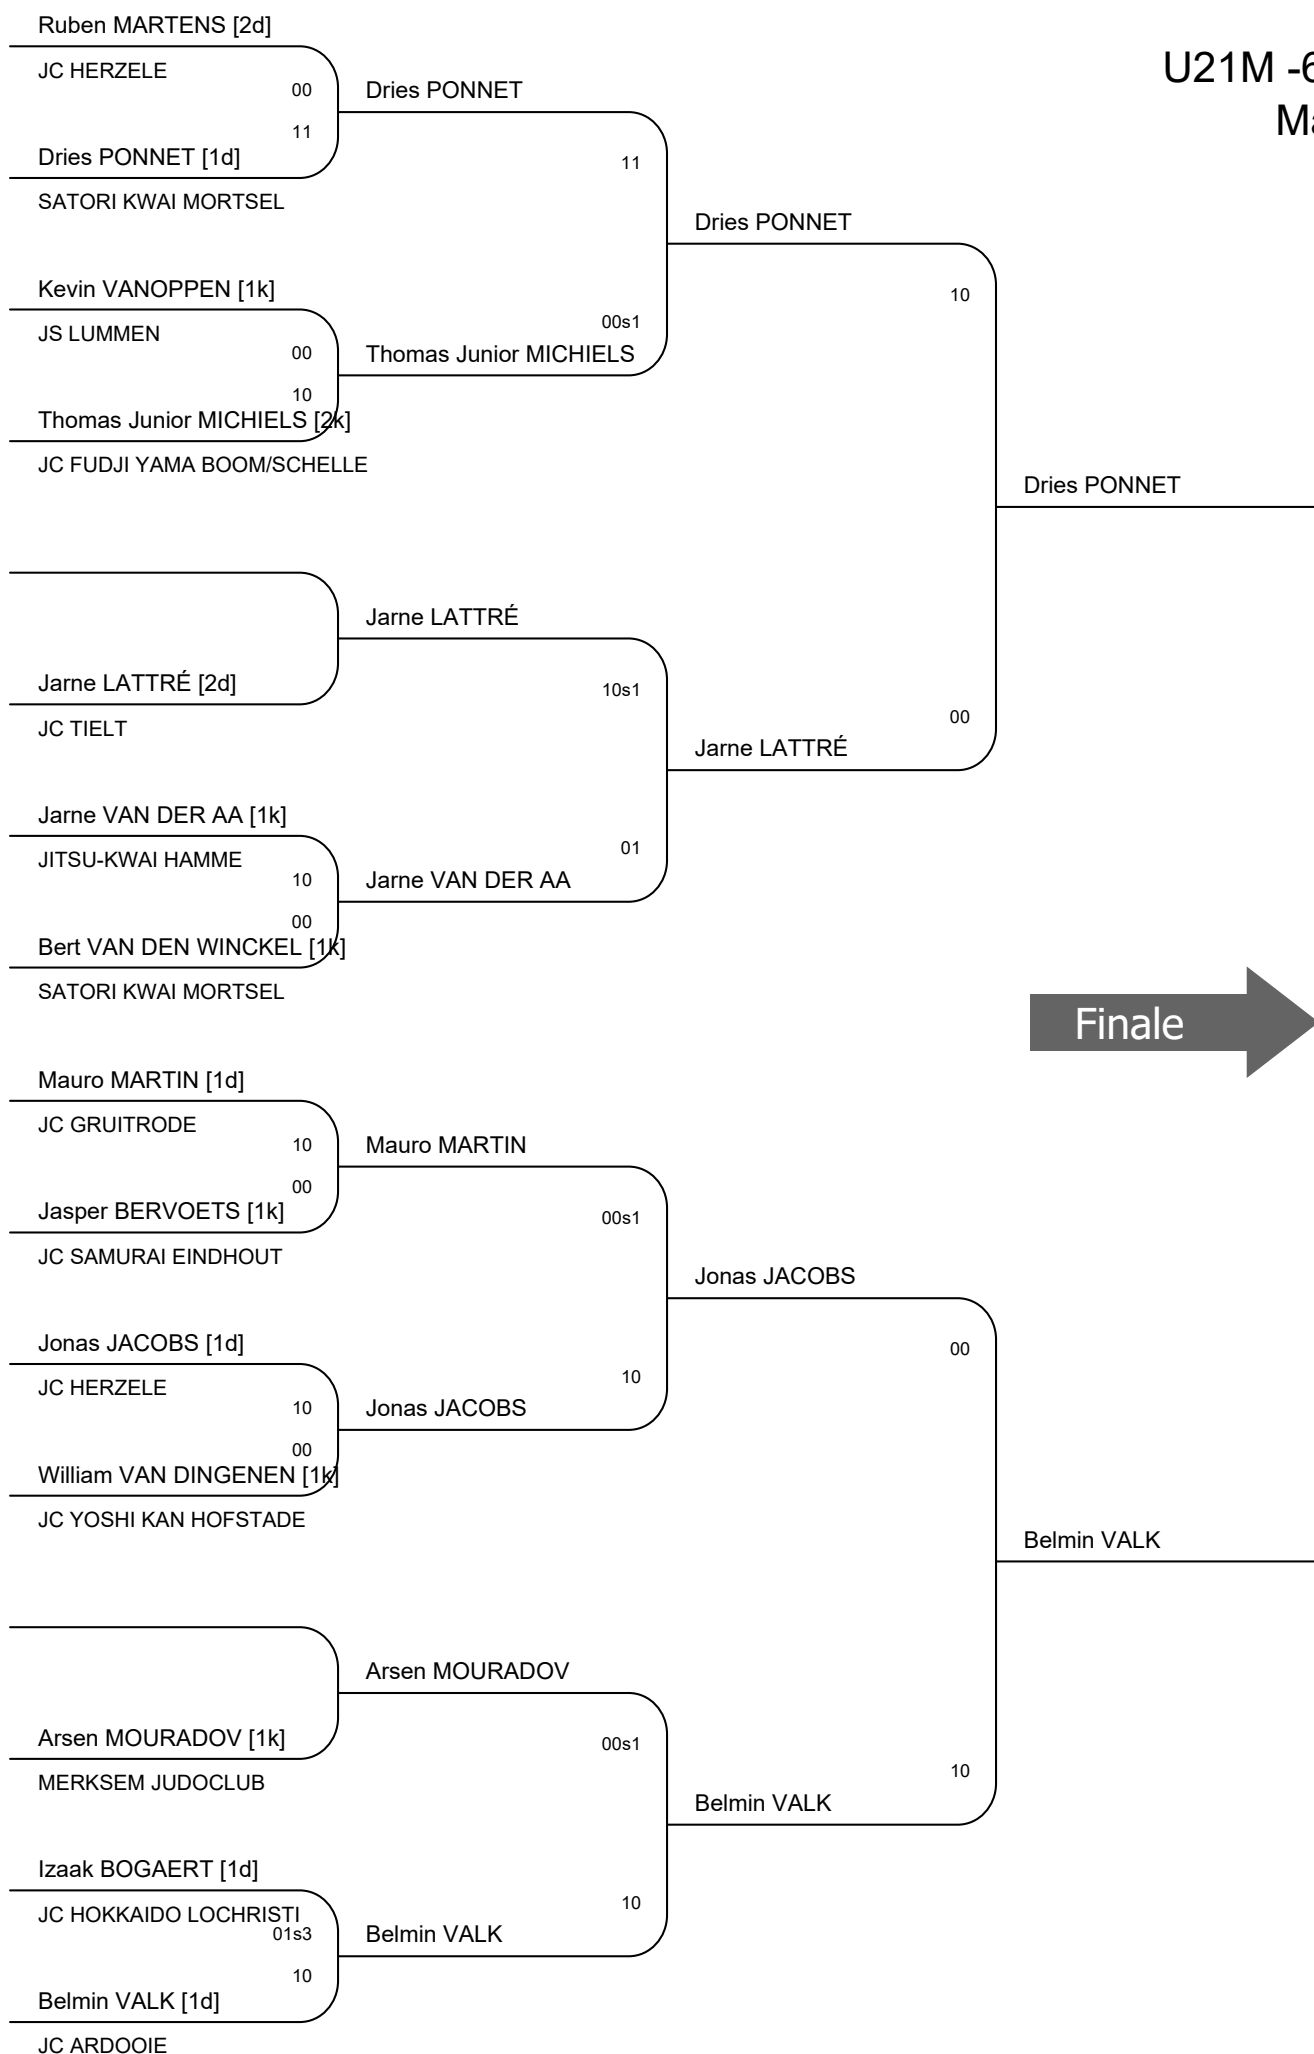 Ruben MARTENS [2d]
JC HERZELE
00
11
Dries PONNET [1d]
SATORI KWAI MORTSEL
Kevin VANOPPEN [1k]
JS LUMMEN
00
10
Thomas Junior MICHIELS [2k]
JC FUDJI YAMA BOOM/SCHELLE
Jarne LATTRÉ [2d]
JC TIELT
Jarne VAN DER AA [1k]
JITSU-KWAI HAMME
10
00
Bert VAN DEN WINCKEL [1k]
SATORI KWAI MORTSEL
Mauro MARTIN [1d]
JC GRUITRODE
10
00
Jasper BERVOETS [1k]
JC SAMURAI EINDHOUT
Jonas JACOBS [1d]
JC HERZELE
10
00
William VAN DINGENEN [1k]
JC YOSHI KAN HOFSTADE
Arsen MOURADOV [1k]
MERKSEM JUDOCLUB
Izaak BOGAERT [1d]
JC HOKKAIDO LOCHRISTI
01s3
10
Belmin VALK [1d]
JC ARDOOIE
Dries PONNET
11
00s1
Thomas Junior MICHIELS
Jarne LATTRÉ
10s1
01
Jarne VAN DER AA
Mauro MARTIN
00s1
10
Jonas JACOBS
Arsen MOURADOV
00s1
10
Belmin VALK
Dries PONNET
10
00
Jarne LATTRÉ
Jonas JACOBS
00
10
Belmin VALK
U21M -6
Ma
Dries PONNET
Finale
Belmin VALK